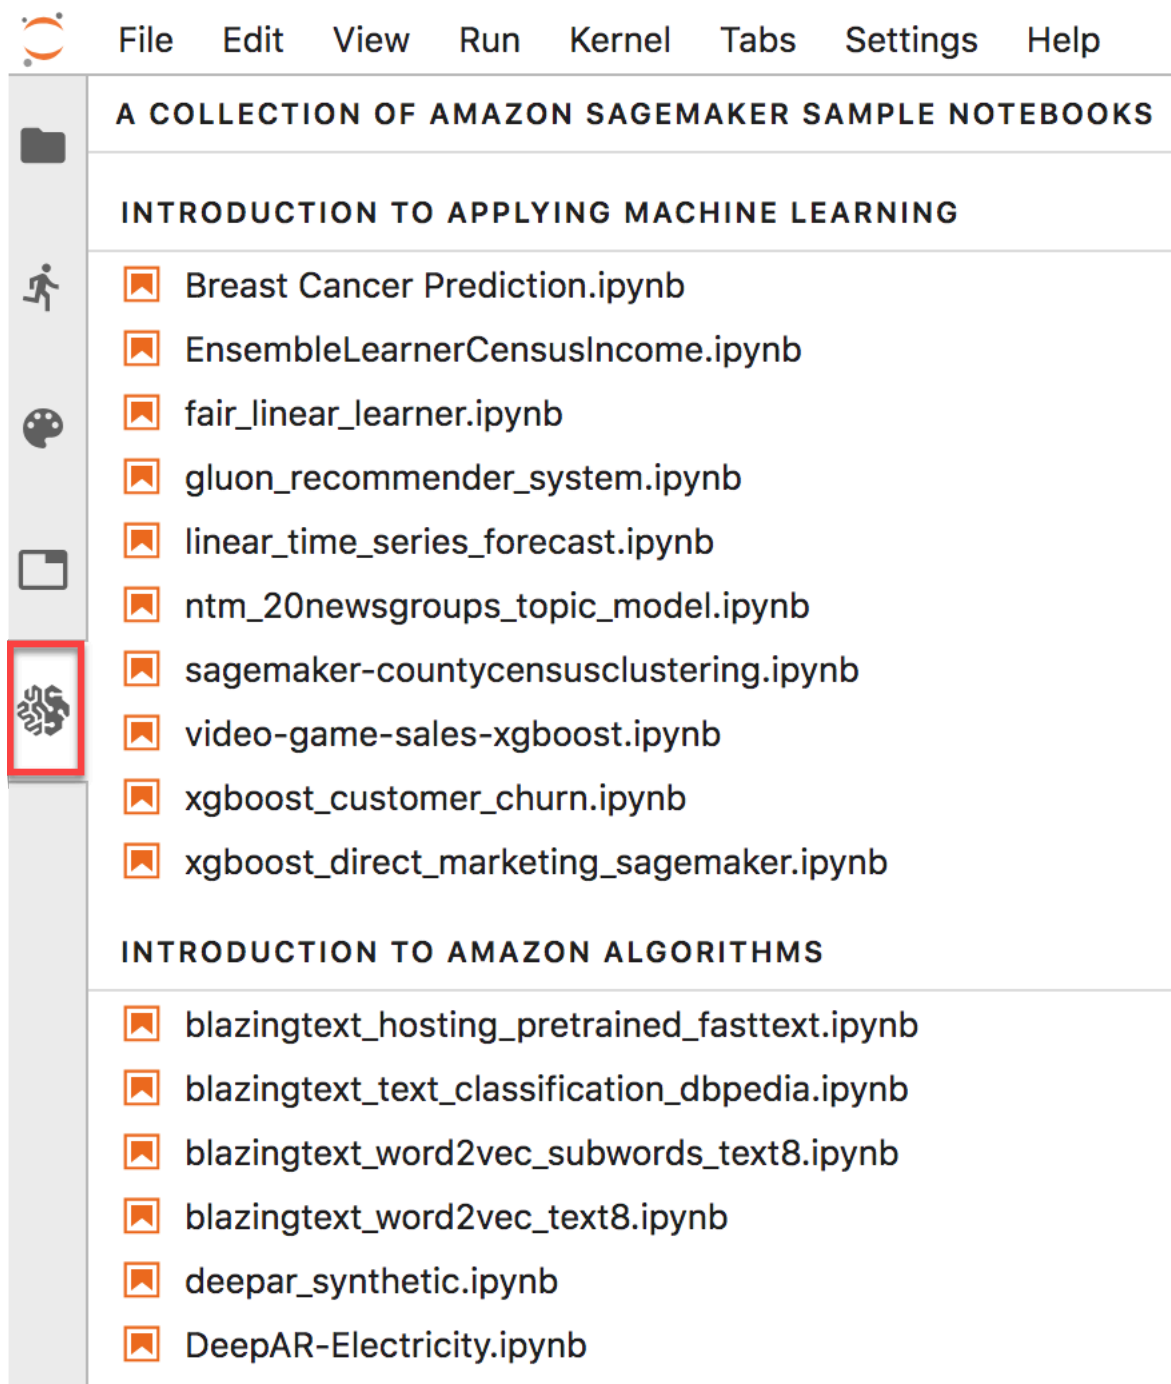 File Edit View Run Kernel Tabs Settings Help
A COLLECTION OF AMAZON SAGEMAKER SAMPLE NOTEBOOKS
INTRODUCTION TO APPLYING MACHINE LEARNING
Breast Cancer Prediction.ipynb
EnsembleLearnerCensusIncome.ipynb
fair_linear_learner.ipynb
gluon_recommender_system.ipynb
linear_time_series_forecast.ipynb
ntm_20newsgroups_topic_model.ipynb
sagemaker-countycensusclustering.ipynb
video-game-sales-xgboost.ipynb
xgboost_customer_churn.ipynb
xgboost_direct_marketing_sagemaker.ipynb
INTRODUCTION TO AMAZON ALGORITHMS
blazingtext_hosting_pretrained_fasttext.ipynb
blazingtext_text_classification_dbpedia.ipynb
blazingtext_word2vec_subwords_text8.ipynb
blazingtext_word2vec_text8.ipynb
deepar_synthetic.ipynb
DeepAR-Electricity.ipynb